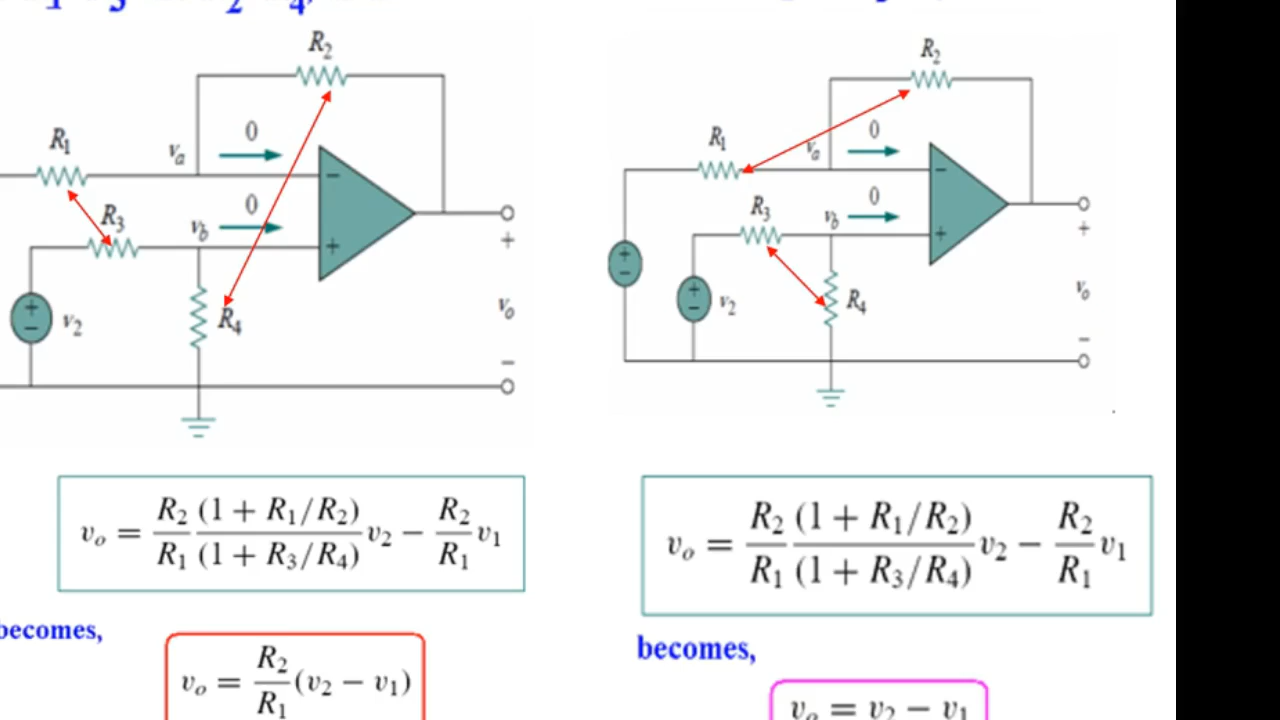 R₂
R₁
vₐ
0
R₃
v_b
0
−
+
R₄
+
−
v₂
+
vₒ
−
vₒ = R₂/R₁ (1 + R₁/R₂)/(1 + R₃/R₄) v₂ − R₂/R₁ v₁
becomes,
vₒ = R₂/R₁ (v₂ − v₁)
R₂
R₁
vₐ
0
R₃
v_b
0
−
+
R₄
+
−
+
−
v₂
+
vₒ
−
vₒ = R₂/R₁ (1 + R₁/R₂)/(1 + R₃/R₄) v₂ − R₂/R₁ v₁
becomes,
vₒ = v₂ − v₁